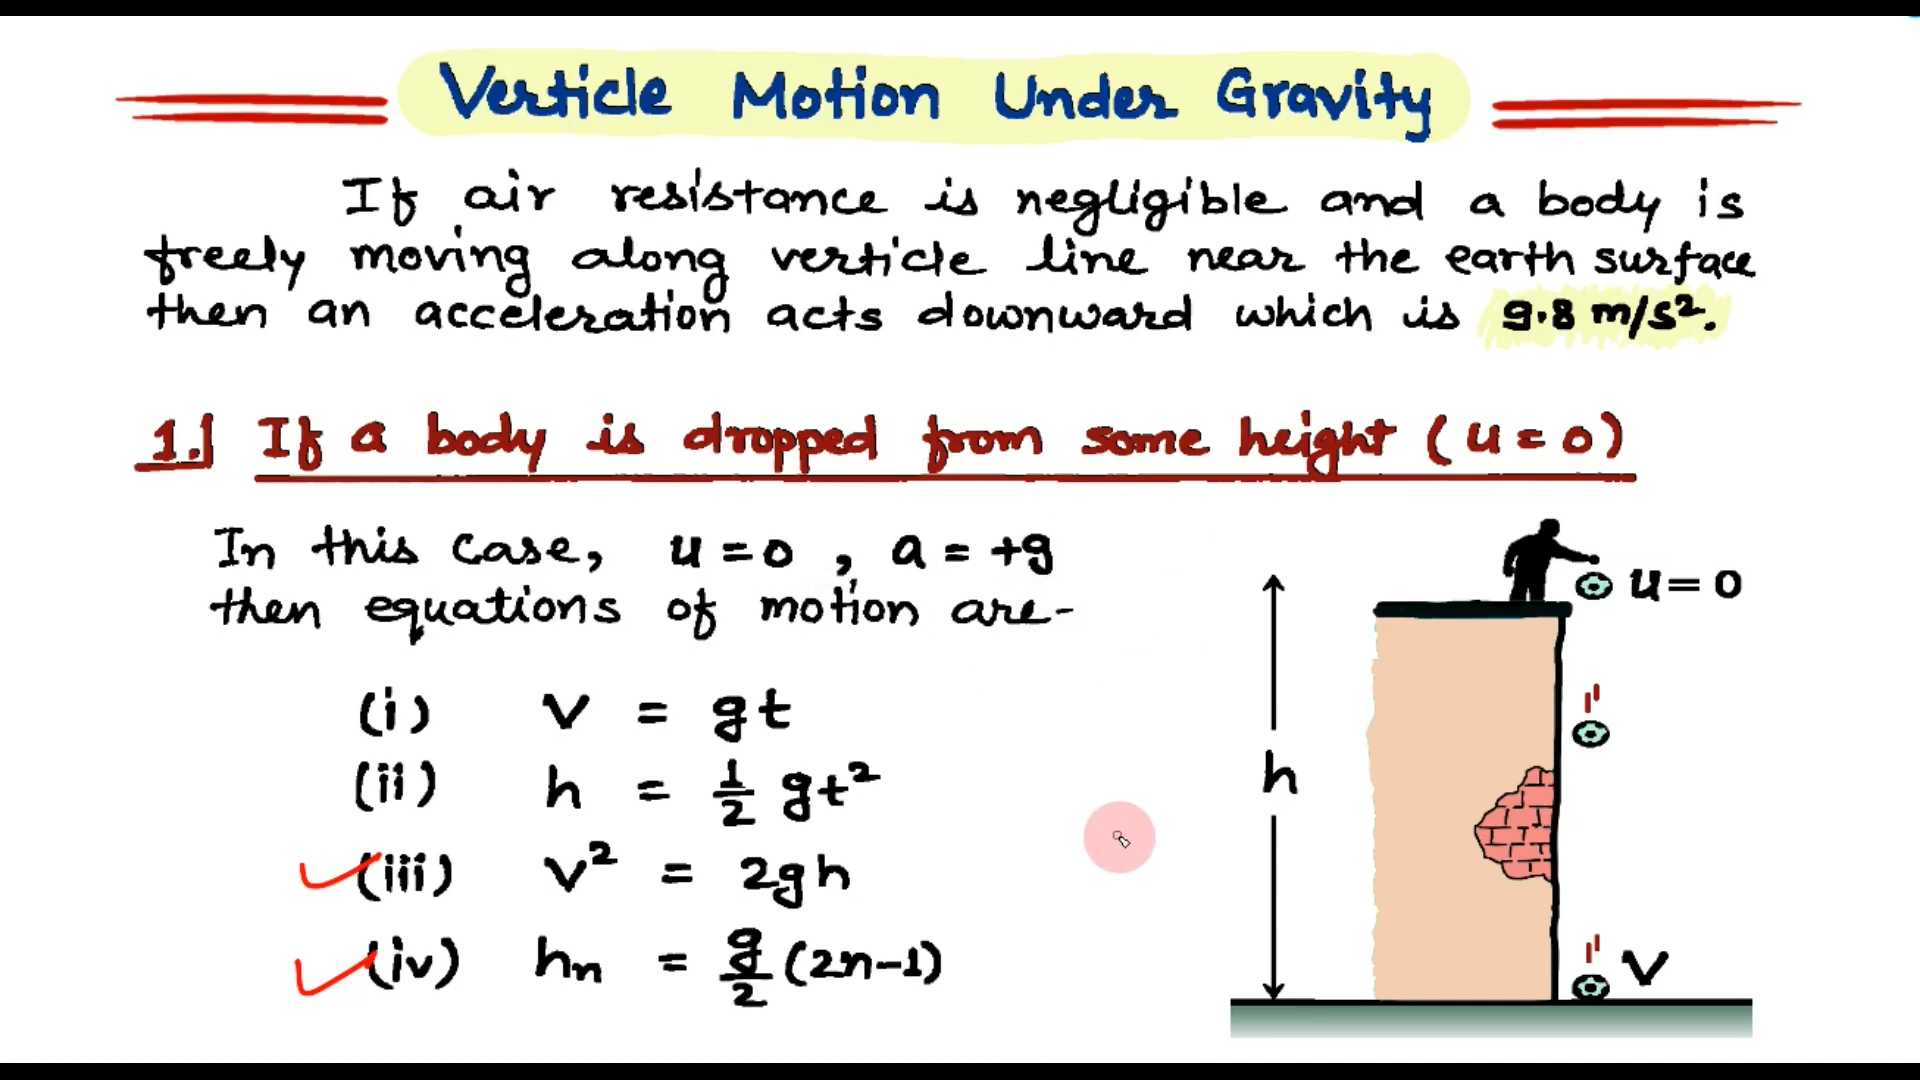 Verticle Motion Under Gravity
If air resistance is negligible and a body is
freely moving along verticle line near the earth surface
then an acceleration acts downward which is 9.8 m/s².
1.] If a body is dropped from some height (u = 0)
In this case, u = 0 , a = +g
then equations of motion are-
(i) v = gt
(ii) h = 1/2 gt²
(iii) v² = 2gh
(iv) hn = g/2 (2n-1)
u = 0
h
v